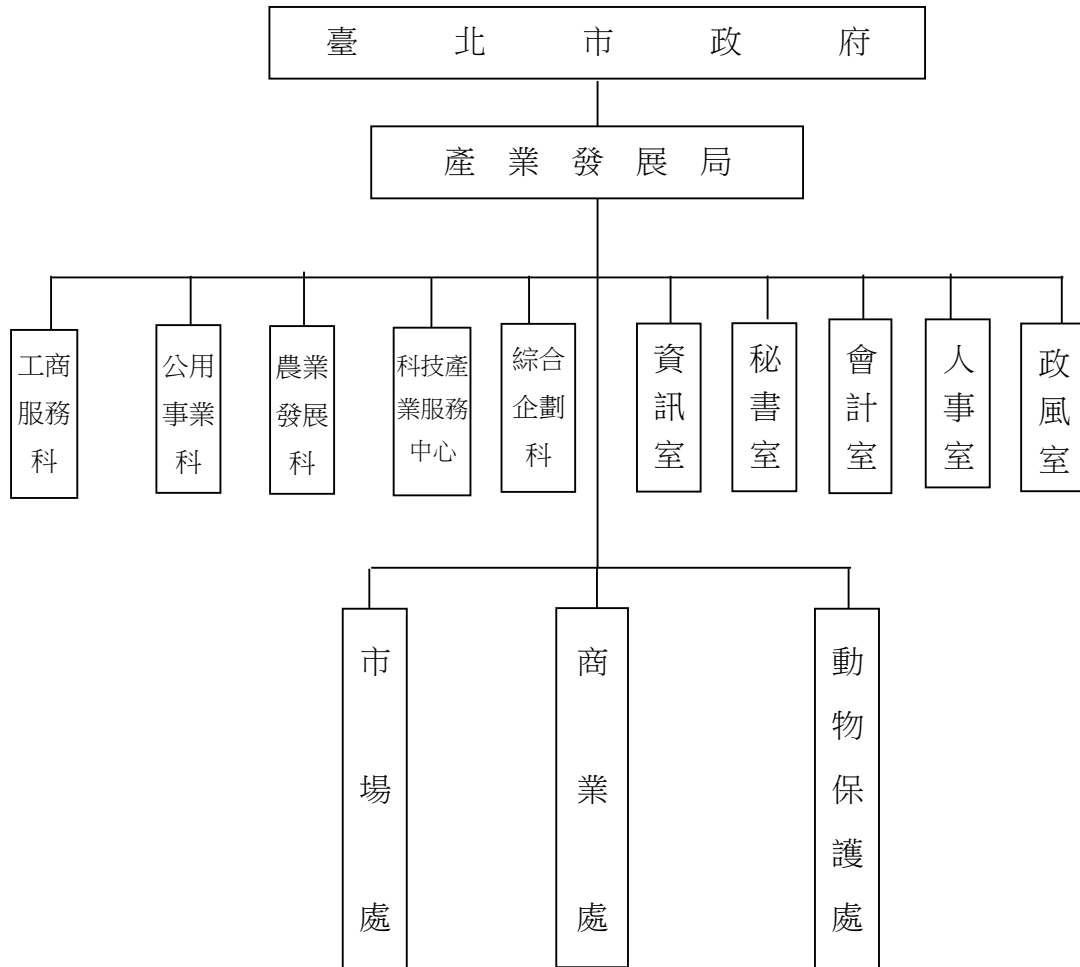 臺北市政府
產業發展局
工商
服務
科
公用
事業
科
農業
發展
科
科技產
業服務
中心
綜合
企劃
科
資訊室
秘書室
會計室
人事室
政風室
市場處
商業處
動物保護處